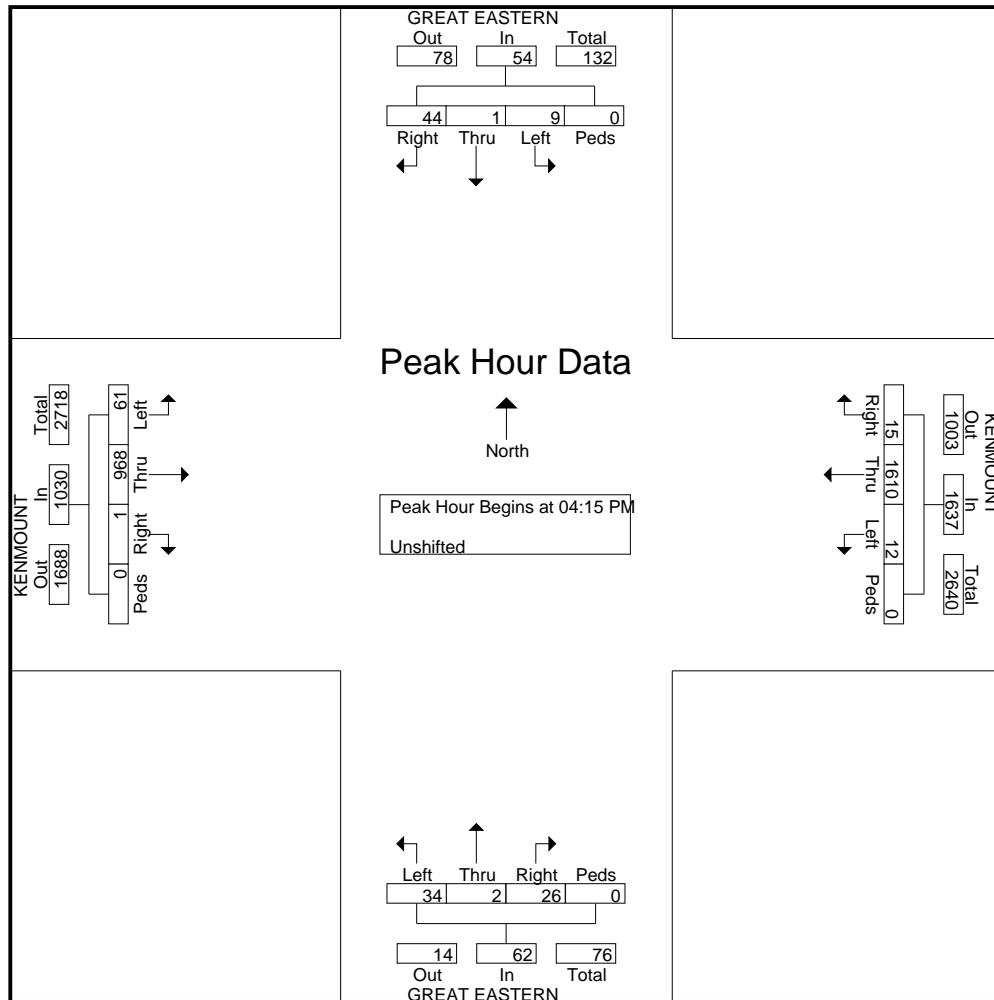 GREAT EASTERN
Out In Total
78 54 132
44 1 9 0
Right Thru Left Peds
Peak Hour Data
North
Peak Hour Begins at 04:15 PM
Unshifted
KENMOUNT
Out In Total
1688 1030 2718
61 968 1 0
Left Thru Right Peds
KENMOUNT
Out In Total
1003 1637 2640
15 1610 12 0
Right Thru Left Peds
Left Thru Right Peds
34 2 26 0
14 62 76
Out In Total
GREAT EASTERN